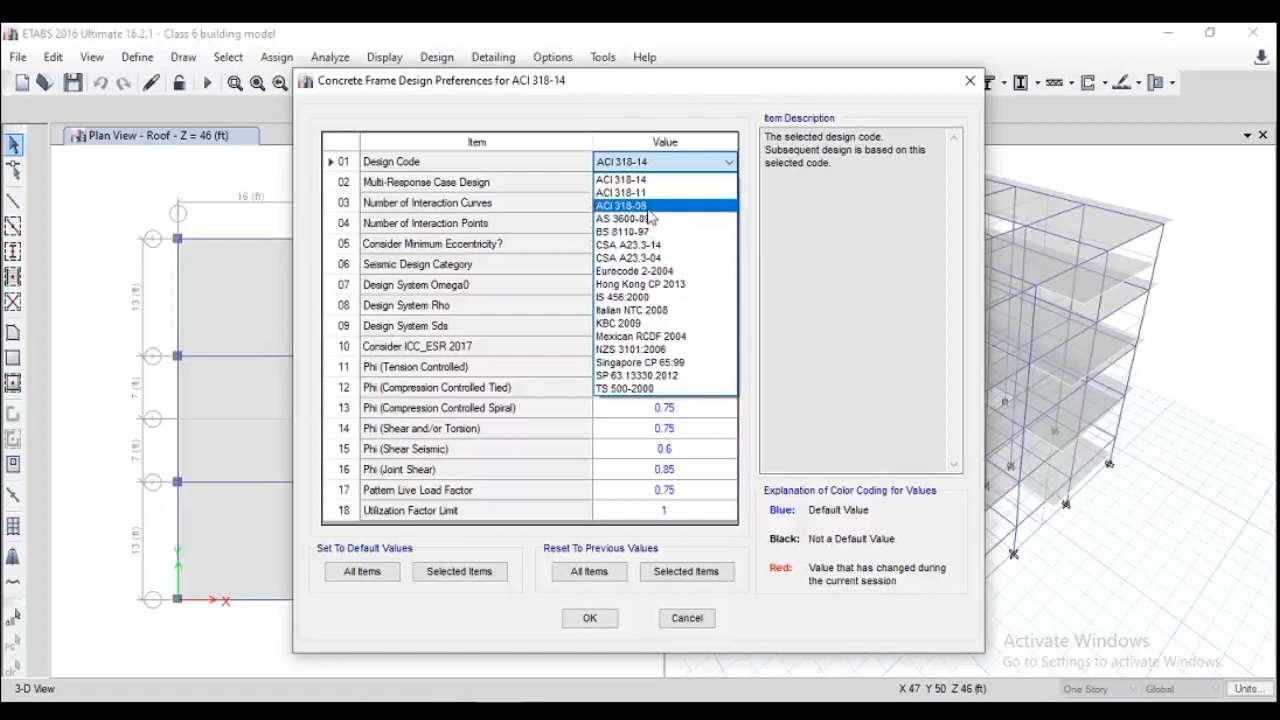 ETABS 2016 Ultimate 16.2.1 - Class 6 building model
File Edit View Define Draw Select Assign Analyze Display Design Detailing Options Tools Help
Concrete Frame Design Preferences for ACI 318-14
Plan View - Roof - Z = 46 (ft)
16 (ft)
13 (ft)
7 (ft)
7 (ft)
13 (ft)
Y
X
Item Value
01 Design Code ACI 318-14
02 Multi-Response Case Design
03 Number of Interaction Curves
04 Number of Interaction Points
05 Consider Minimum Eccentricity?
06 Seismic Design Category
07 Design System Omega0
08 Design System Rho
09 Design System Sds
10 Consider ICC_ESR 2017
11 Phi (Tension Controlled)
12 Phi (Compression Controlled Tied)
13 Phi (Compression Controlled Spiral) 0.75
14 Phi (Shear and/or Torsion) 0.75
15 Phi (Shear Seismic) 0.6
16 Phi (Joint Shear) 0.85
17 Pattern Live Load Factor 0.75
18 Utilization Factor Limit 1
ACI 318-14
ACI 318-11
ACI 318-08
AS 3600-09
BS 8110-97
CSA A23.3-14
CSA A23.3-04
Eurocode 2-2004
Hong Kong CP 2013
IS 456:2000
Italian NTC 2008
KBC 2009
Mexican RCDF 2004
NZS 3101:2006
Singapore CP 65:99
SP 63.13330.2012
TS 500-2000
Item Description
The selected design code.
Subsequent design is based on this
selected code.
Explanation of Color Coding for Values
Blue: Default Value
Black: Not a Default Value
Red: Value that has changed during
the current session
Set To Default Values
All Items Selected Items
Reset To Previous Values
All Items Selected Items
OK Cancel
Activate Windows
Go to Settings to activate Windows.
3-D View X 47 Y 50 Z 46 (ft) One Story Global Units...